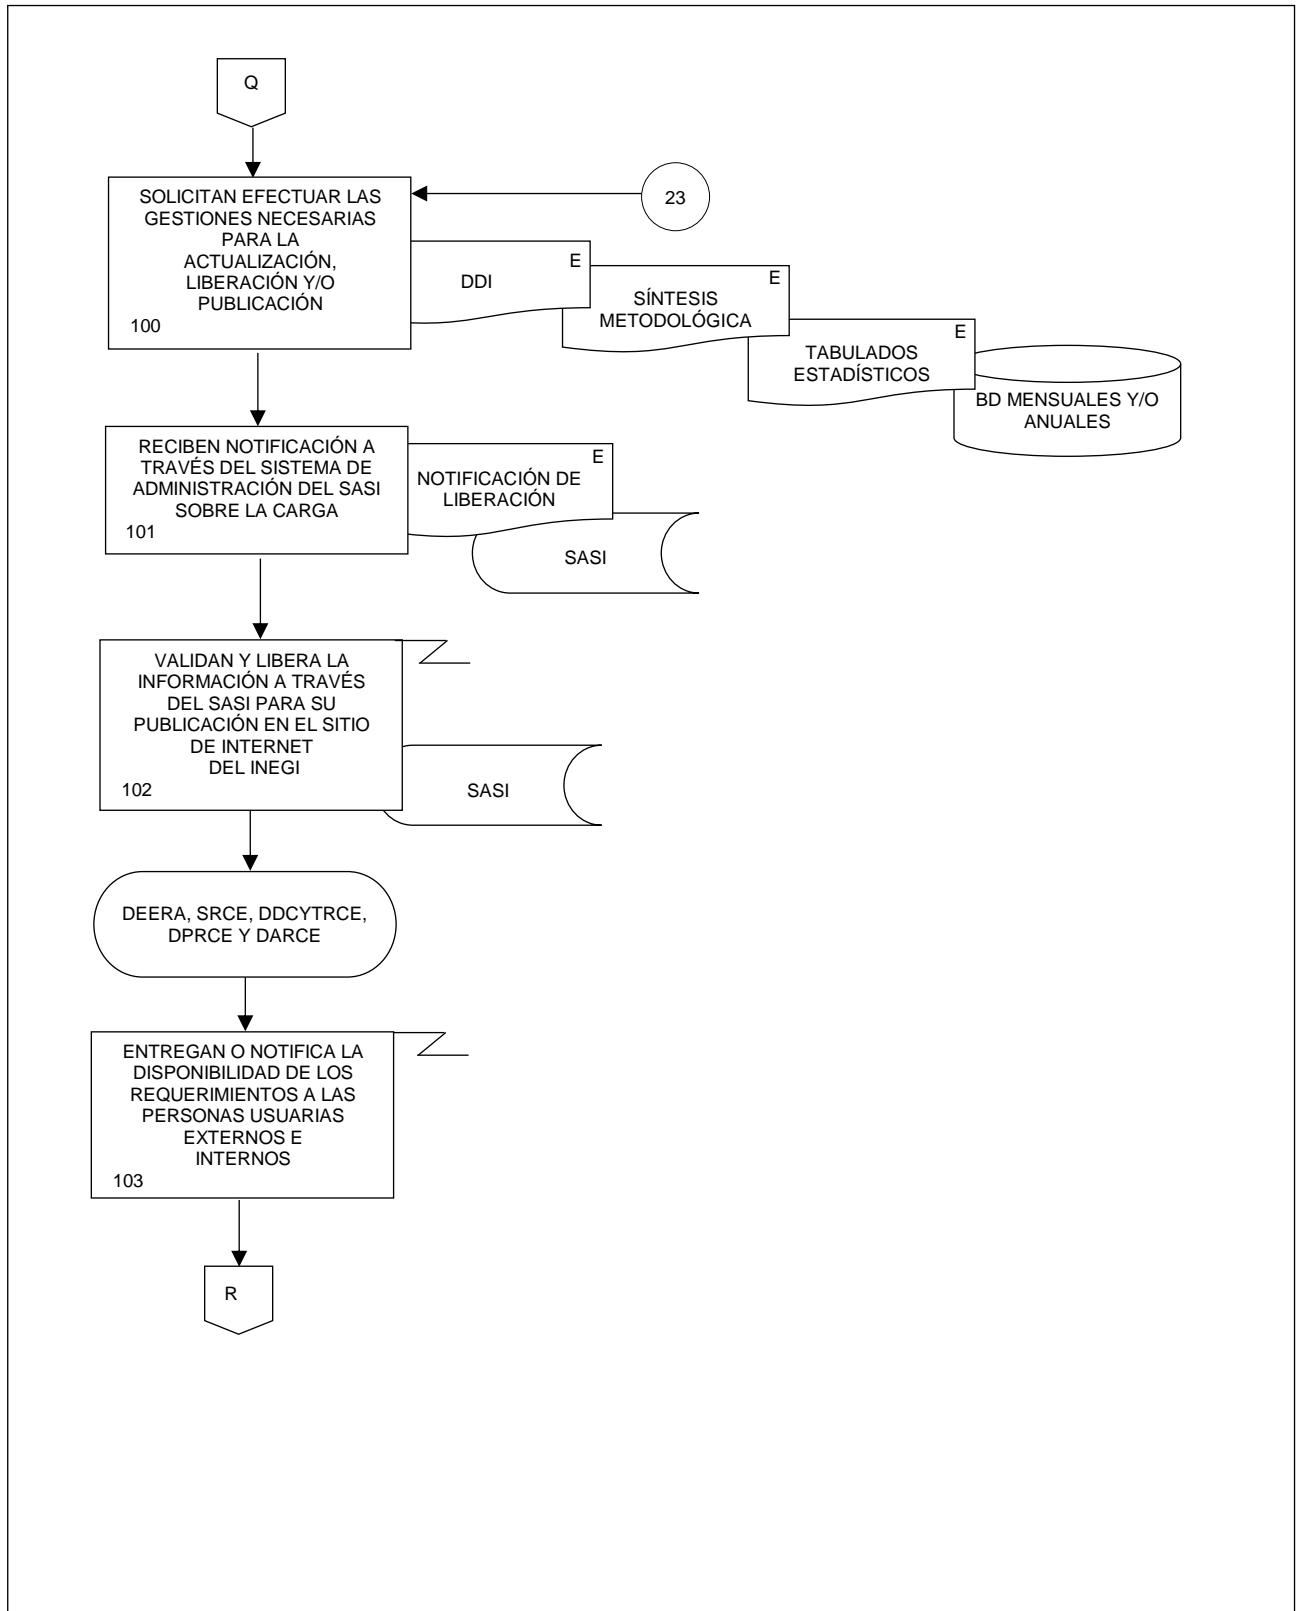 Q
SOLICITAN EFECTUAR LAS
GESTIONES NECESARIAS
PARA LA
ACTUALIZACIÓN,
LIBERACIÓN Y/O
PUBLICACIÓN
100
23
E
DDI
E
SÍNTESIS
METODOLÓGICA
E
TABULADOS
ESTADÍSTICOS
BD MENSUALES Y/O
ANUALES
RECIBEN NOTIFICACIÓN A
TRAVÉS DEL SISTEMA DE
ADMINISTRACIÓN DEL SASI
SOBRE LA CARGA
101
E
NOTIFICACIÓN DE
LIBERACIÓN
SASI
VALIDAN Y LIBERA LA
INFORMACIÓN A TRAVÉS
DEL SASI PARA SU
PUBLICACIÓN EN EL SITIO
DE INTERNET
DEL INEGI
102
SASI
DEERA, SRCE, DDCYTRCE,
DPRCE Y DARCE
ENTREGAN O NOTIFICA LA
DISPONIBILIDAD DE LOS
REQUERIMIENTOS A LAS
PERSONAS USUARIAS
EXTERNOS E
INTERNOS
103
R